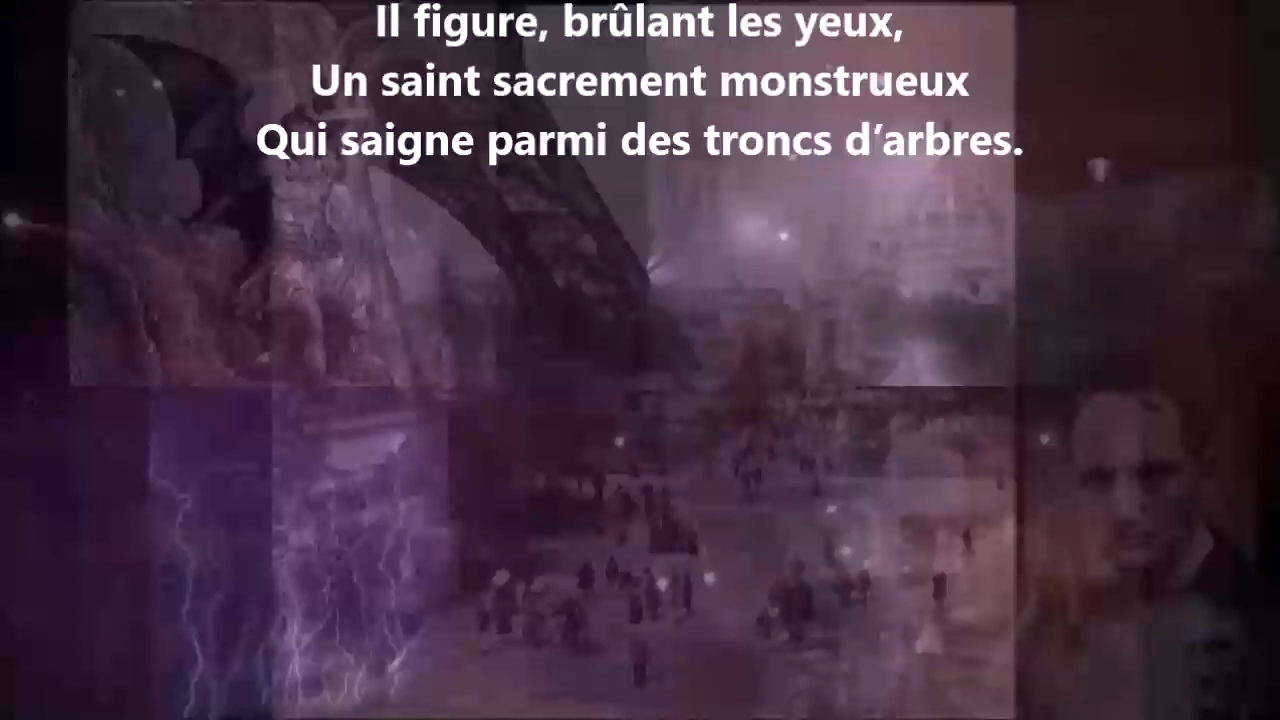 Il figure, brûlant les yeux,
Un saint sacrement monstrueux
Qui saigne parmi des troncs d’arbres.